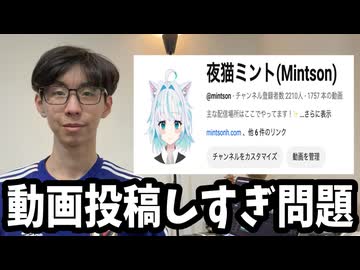 夜猫ミント(Mintson)
@mintson・チャンネル登録者数 2210人・1757 本の動画
主な配信場所はここでやってます！✨ ...さらに表示
mintsonh.com 、他 6 件のリンク
チャンネルをカスタマイズ 動画を管理
動画投稿しすぎ問題